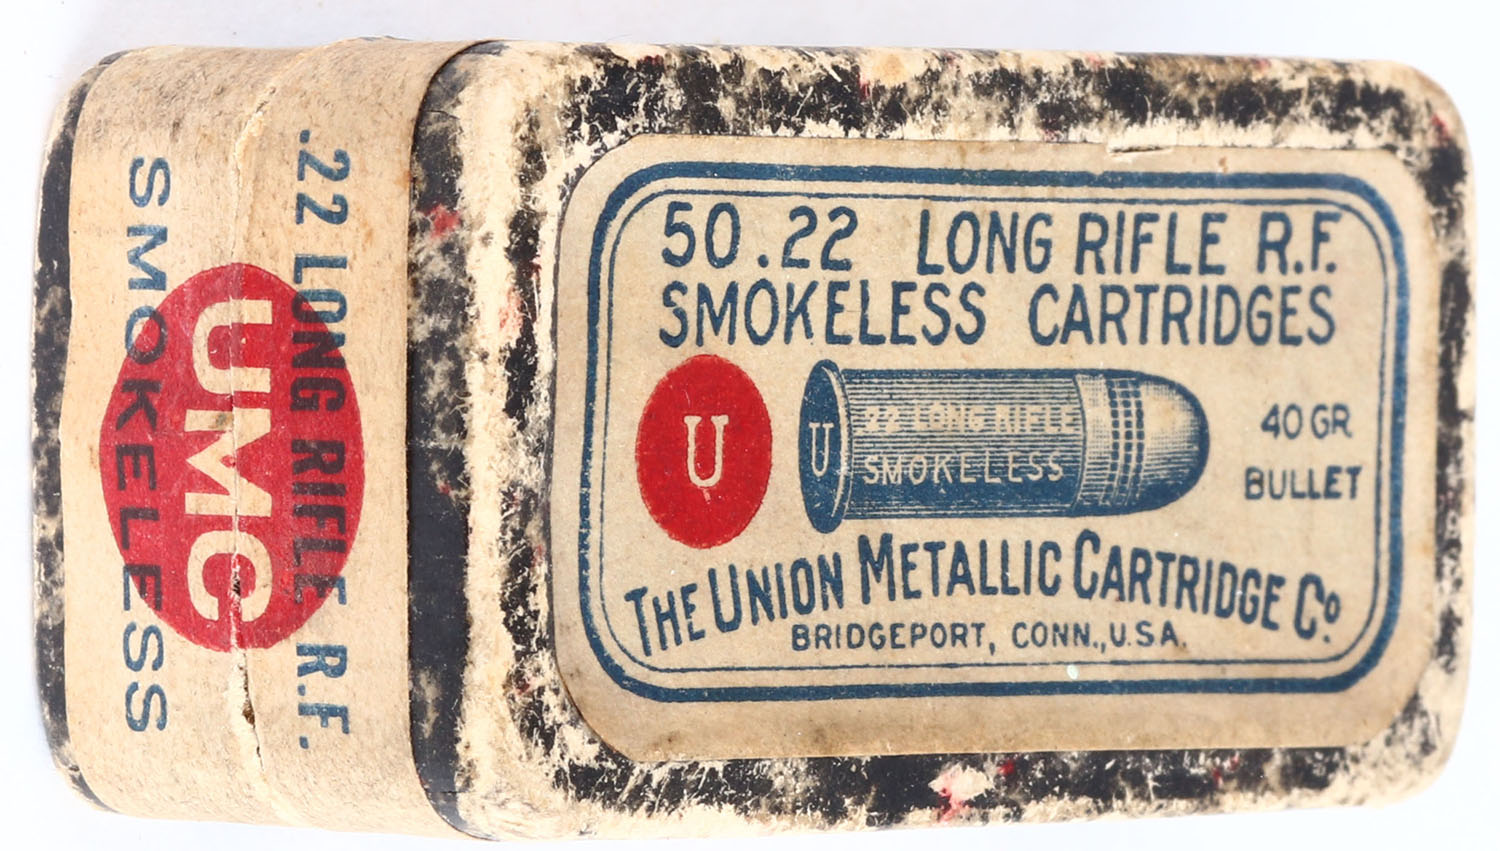 50 .22 LONG RIFLE R.F.
SMOKELESS CARTRIDGES
U
U
22 LONG RIFLE
SMOKELESS
40 GR.
BULLET
THE UNION METALLIC CARTRIDGE Co.
BRIDGEPORT, CONN., U.S.A.
.22 LONG RIFLE R.F.
UMC
SMOKELESS